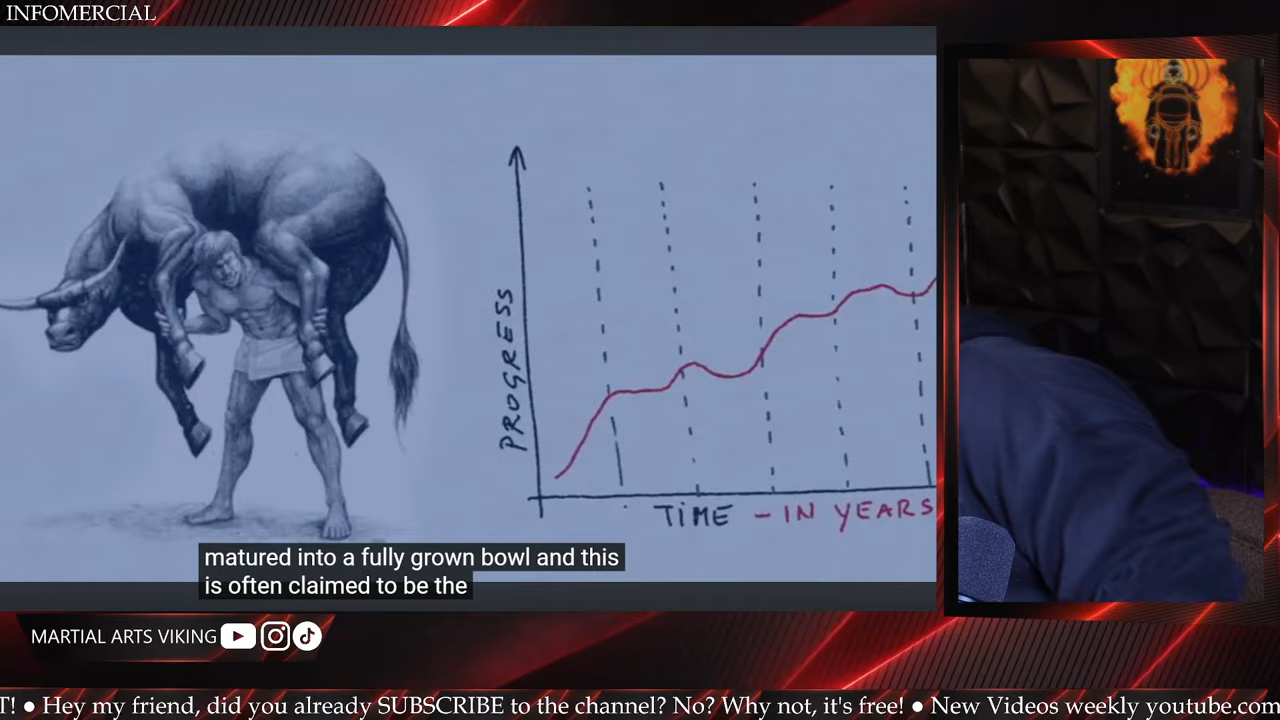 INFOMERCIAL
PROGRESS
TIME - IN YEARS
matured into a fully grown bowl and this
is often claimed to be the
MARTIAL ARTS VIKING
T! ● Hey my friend, did you already SUBSCRIBE to the channel? No? Why not, it's free! ● New Videos weekly youtube.com